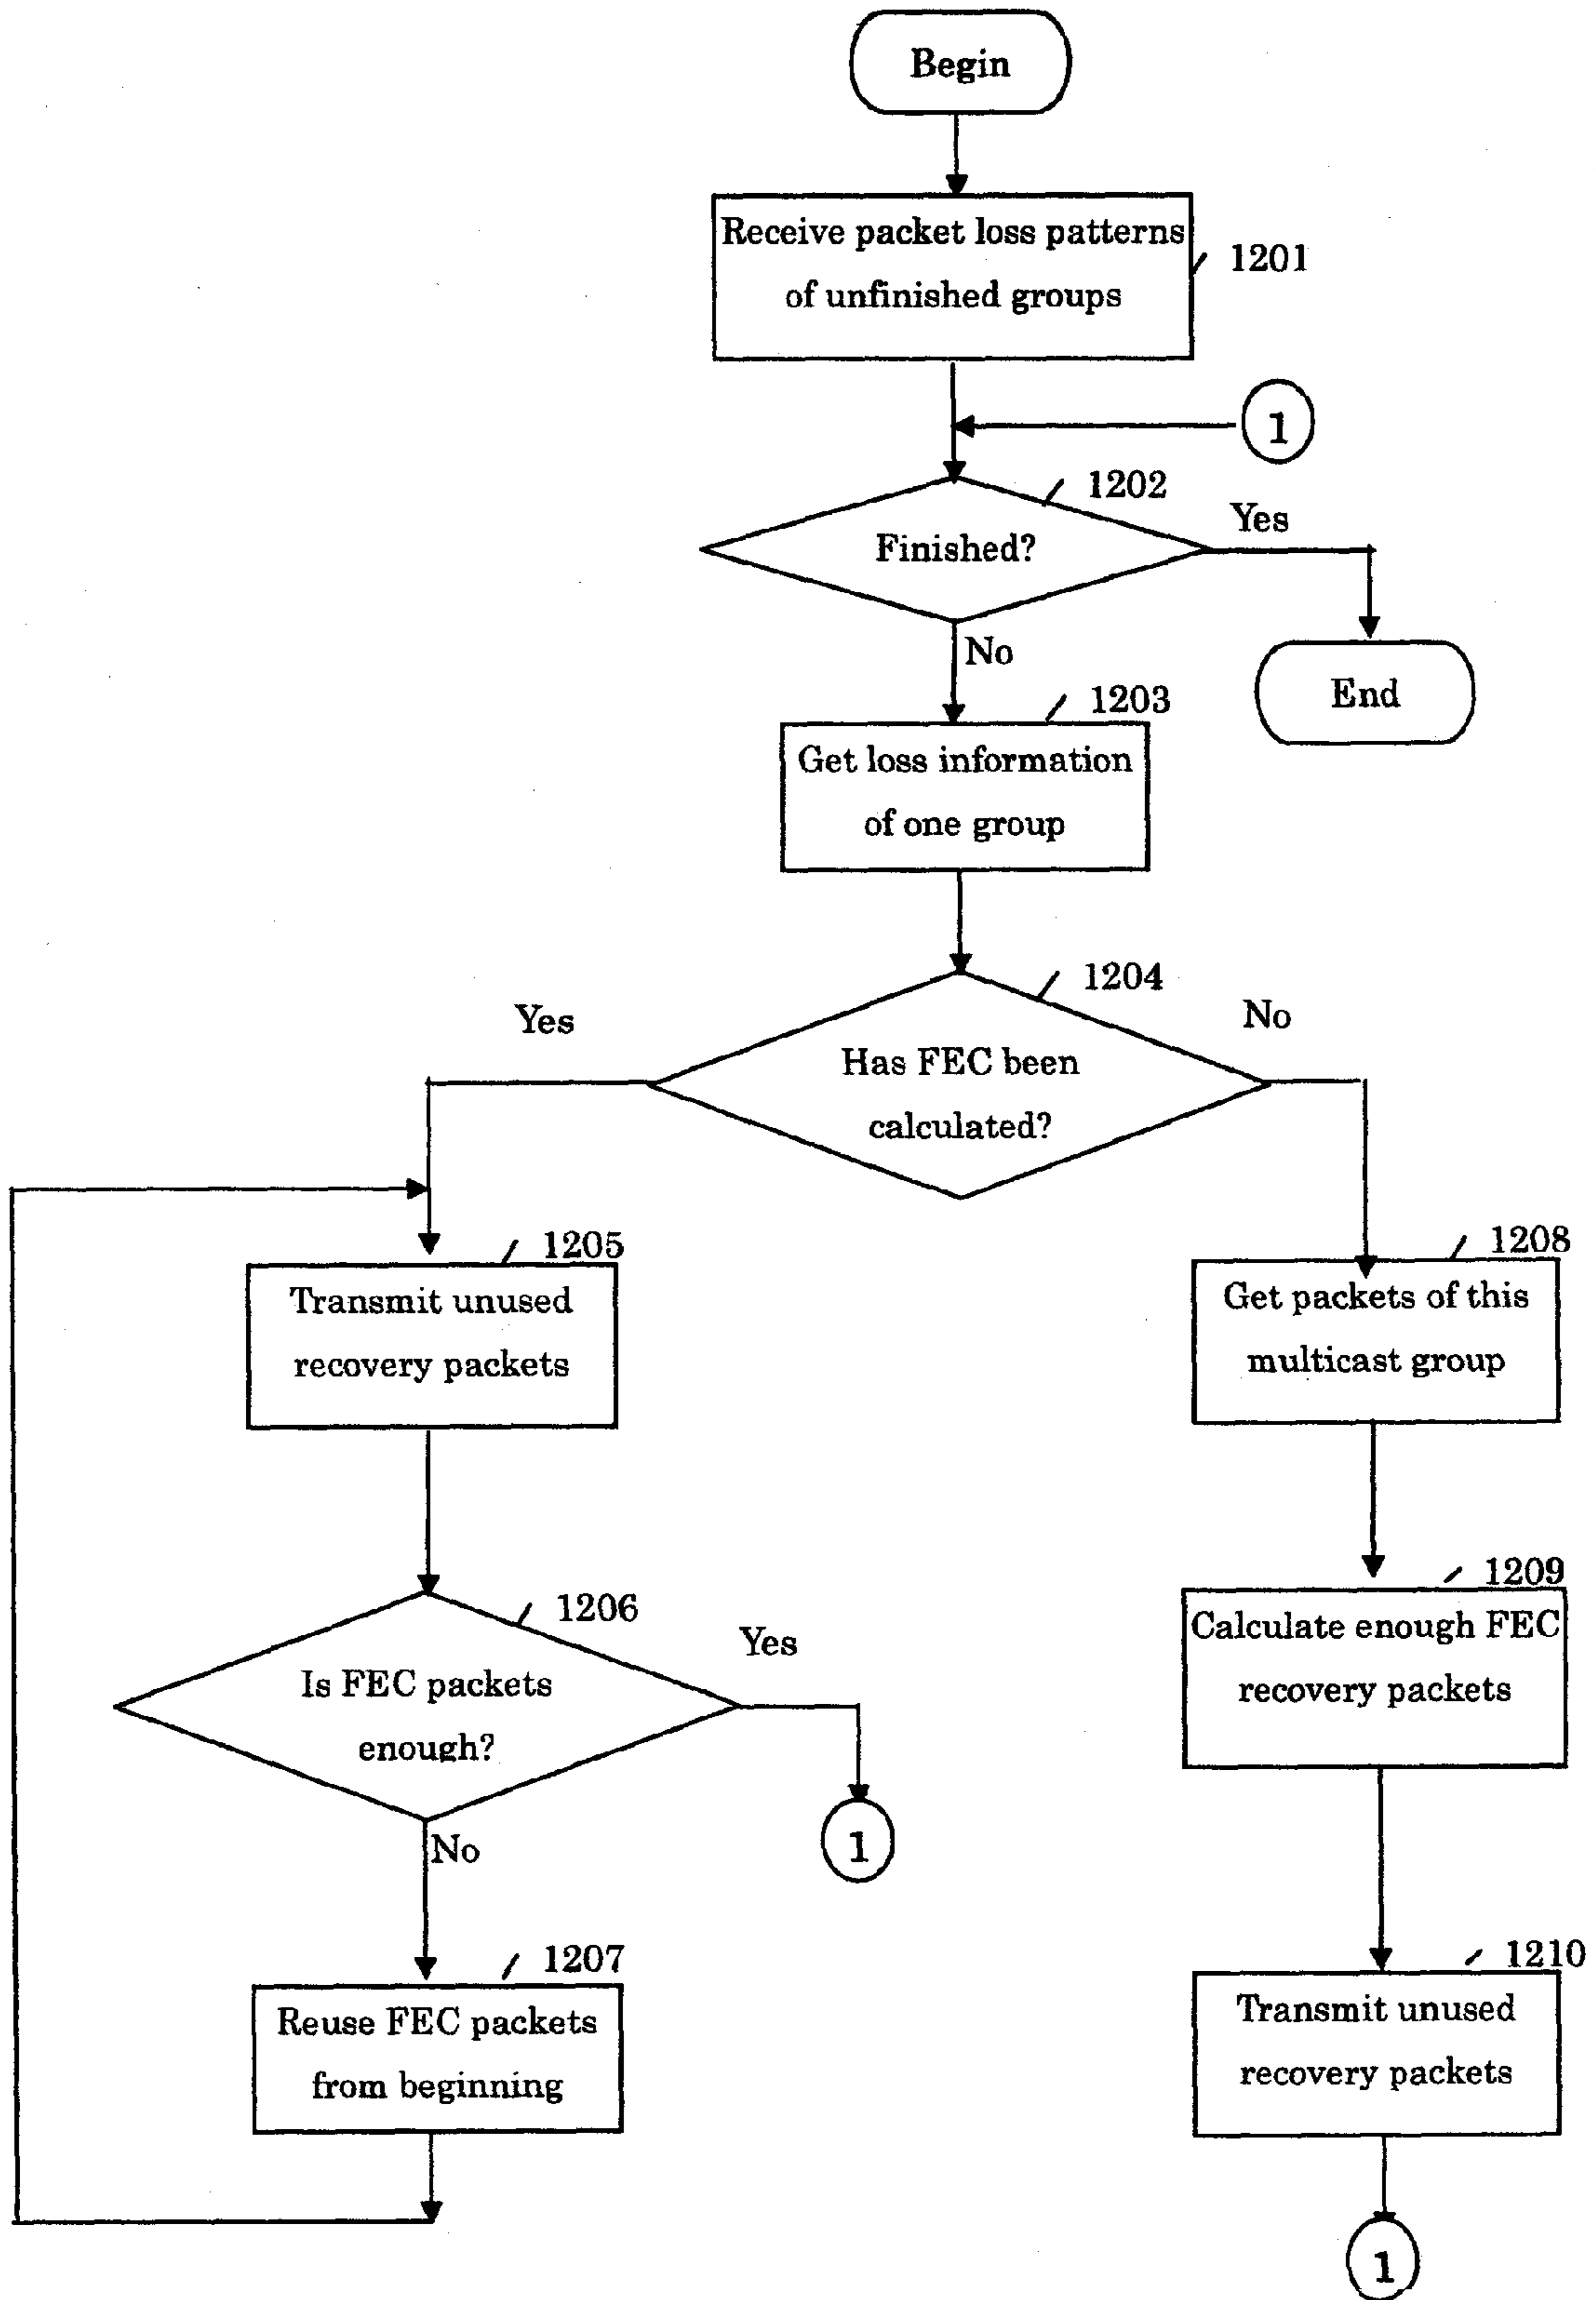 Begin
Receive packet loss patterns
of unfinished groups
1201
1
1202
Yes
Finished?
No
End
1203
Get loss information
of one group
1204
Yes
No
Has FEC been
calculated?
1205
Transmit unused
recovery packets
1208
Get packets of this
multicast group
1206
Yes
Is FEC packets
enough?
1
No
1209
Calculate enough FEC
recovery packets
1207
Reuse FEC packets
from beginning
1210
Transmit unused
recovery packets
1